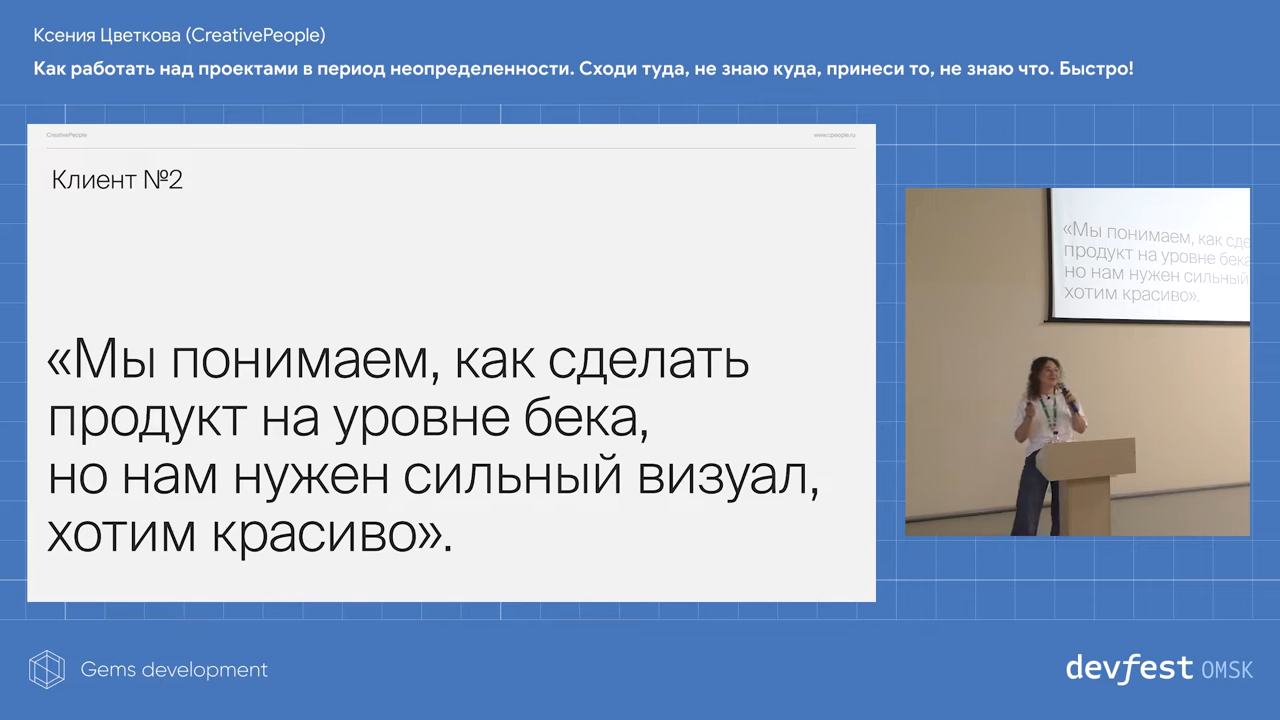 Ксения Цветкова (CreativePeople)
Как работать над проектами в период неопределенности. Сходи туда, не знаю куда, принеси то, не знаю что. Быстро!
CreativePeople
www.cpeople.ru
Клиент №2
«Мы понимаем, как сделать
продукт на уровне бека,
но нам нужен сильный визуал,
хотим красиво».
«Мы понимаем, как сде
продукт на уровне бека
но нам нужен сильный
хотим красиво».
Gems development
devfest OMSK